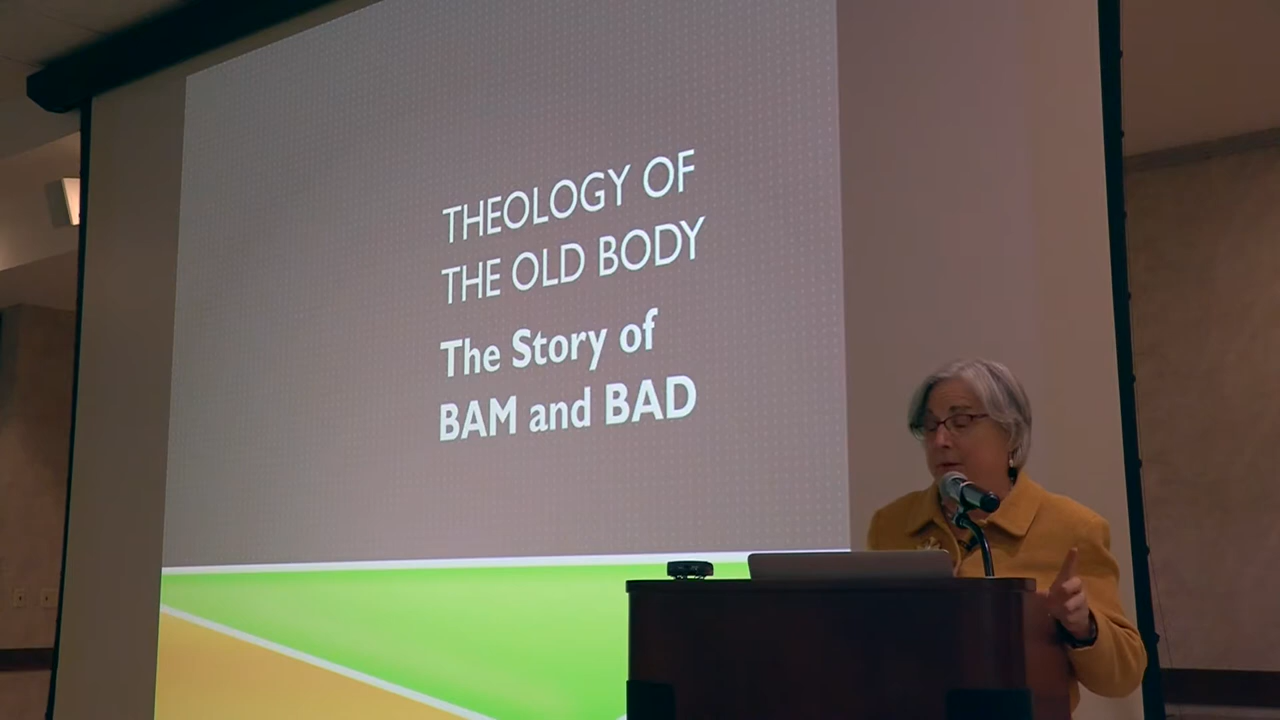 THEOLOGY OF
THE OLD BODY
The Story of
BAM and BAD